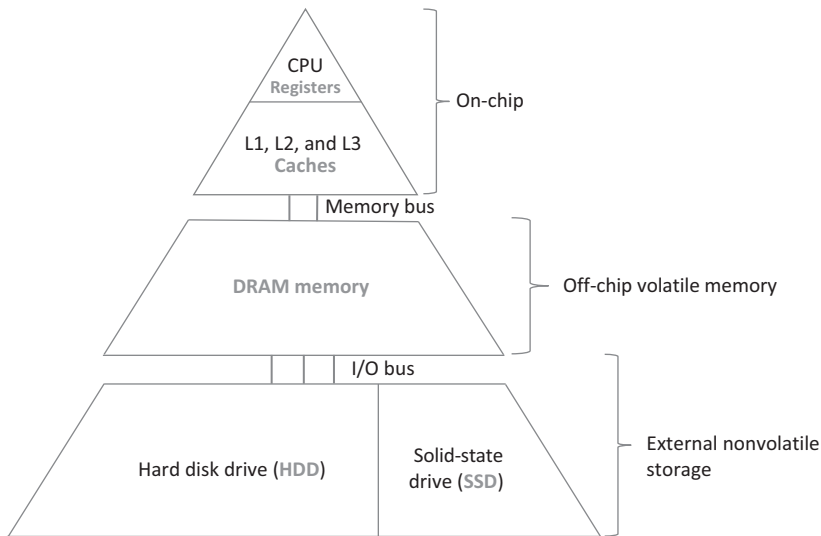 CPU
Registers
On-chip
L1, L2, and L3
Caches
Memory bus
DRAM memory
Off-chip volatile memory
I/O bus
Hard disk drive (HDD)
Solid-state
drive (SSD)
External nonvolatile
storage